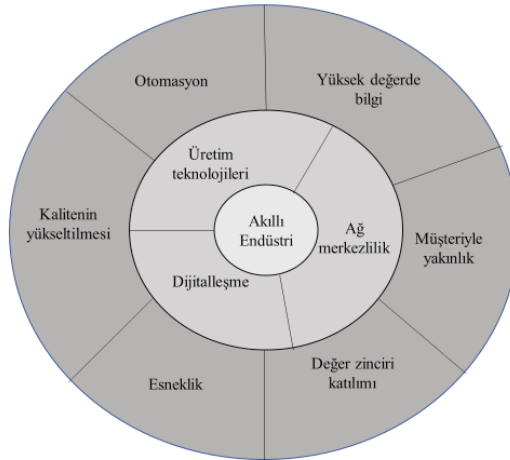 Otomasyon
Yüksek değerde
bilgi
Üretim
teknolojileri
Kalitenin
yükseltilmesi
Akıllı
Endüstri
Ağ
merkezlilik
Müşteriyle
yakınlık
Dijitalleşme
Esneklik
Değer zinciri
katılımı